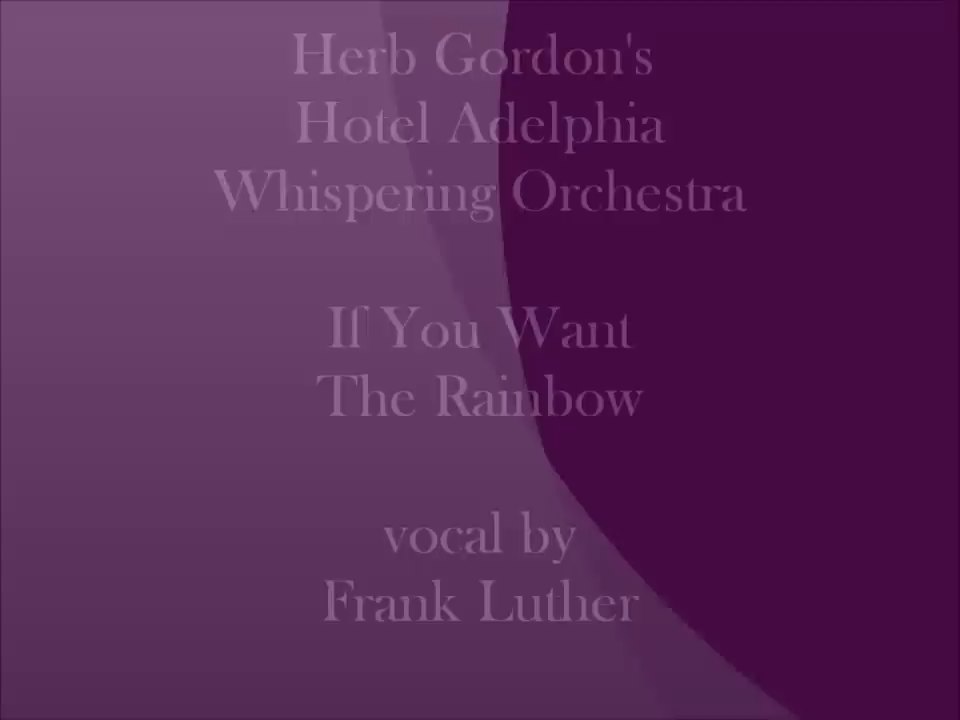 Herb Gordon's
Hotel Adelphia
Whispering Orchestra
If You Want
The Rainbow
vocal by
Frank Luther